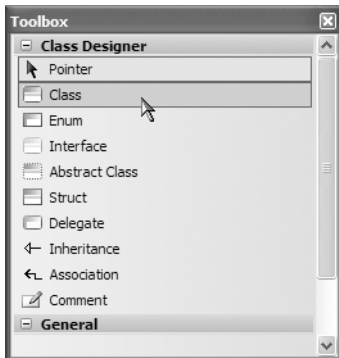 Toolbox
Class Designer
Pointer
Class
Enum
Interface
Abstract Class
Struct
Delegate
Inheritance
Association
Comment
General